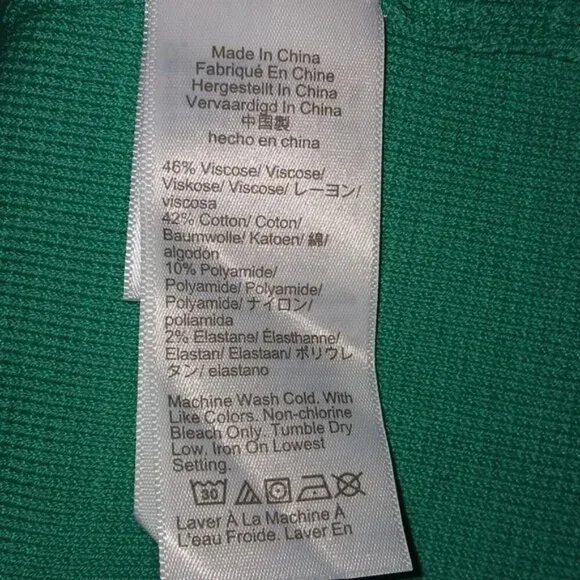 Made In China
Fabriqué En Chine
Hergestellt In China
Vervaardigd In China
中国製
hecho en china
46% Viscose/ Viscose/
Viskose/ Viscose/ レーヨン/
viscosa
42% Cotton/ Coton/
Baumwolle/ Katoen/ 綿/
algodón
10% Polyamide/
Polyamide/ Polyamide/
Polyamide/ ナイロン/
poliamida
2% Elastane/ Élasthanne/
Elastan/ Elastaan/ ポリウレ
タン/ elastano
Machine Wash Cold. With
Like Colors. Non-chlorine
Bleach Only. Tumble Dry
Low. Iron On Lowest
Setting.
30
Laver À La Machine À
L'eau Froide. Laver En